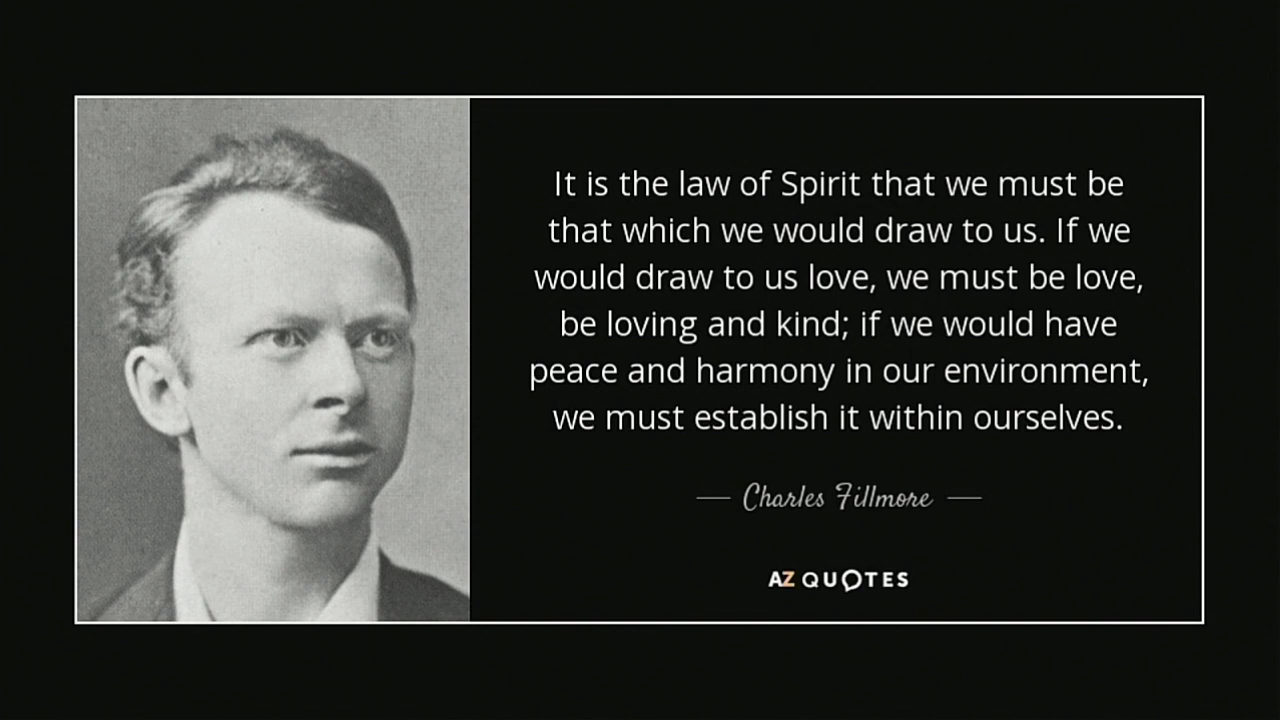 It is the law of Spirit that we must be
that which we would draw to us. If we
would draw to us love, we must be love,
be loving and kind; if we would have
peace and harmony in our environment,
we must establish it within ourselves.
Charles Fillmore
AZ QUOTES